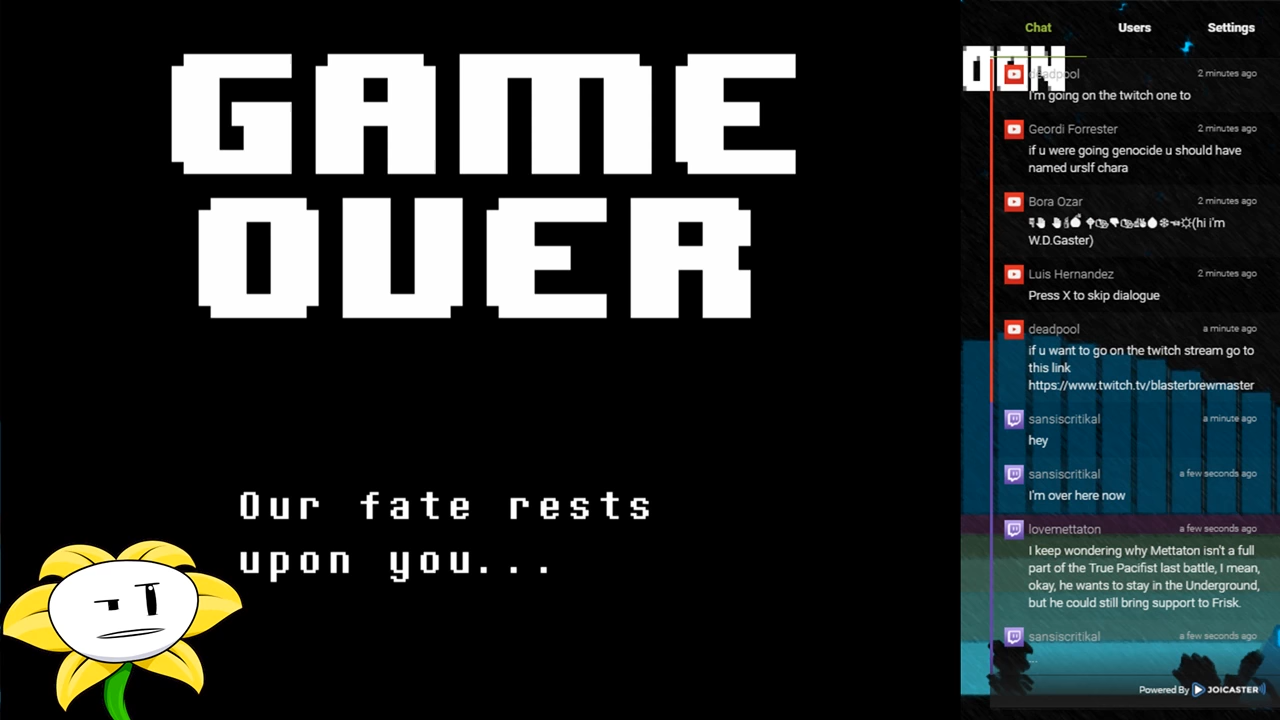 GAME
OVER
Our fate rests
upon you...
Chat Users Settings
OON
deadpool 2 minutes ago
I'm going on the twitch one to
Geordi Forrester 2 minutes ago
if u were going genocide u should have
named urslf chara
Bora Ozar 2 minutes ago
(hi i'm
W.D.Gaster)
Luis Hernandez 2 minutes ago
Press X to skip dialogue
deadpool a minute ago
if u want to go on the twitch stream go to
this link
https://www.twitch.tv/blasterbrewmaster
sansiscritikal a minute ago
hey
sansiscritikal a few seconds ago
I'm over here now
lovemettaton a few seconds ago
I keep wondering why Mettaton isn't a full
part of the True Pacifist last battle, I mean,
okay, he wants to stay in the Underground,
but he could still bring support to Frisk.
sansiscritikal a few seconds ago
...
Powered By JOICASTER